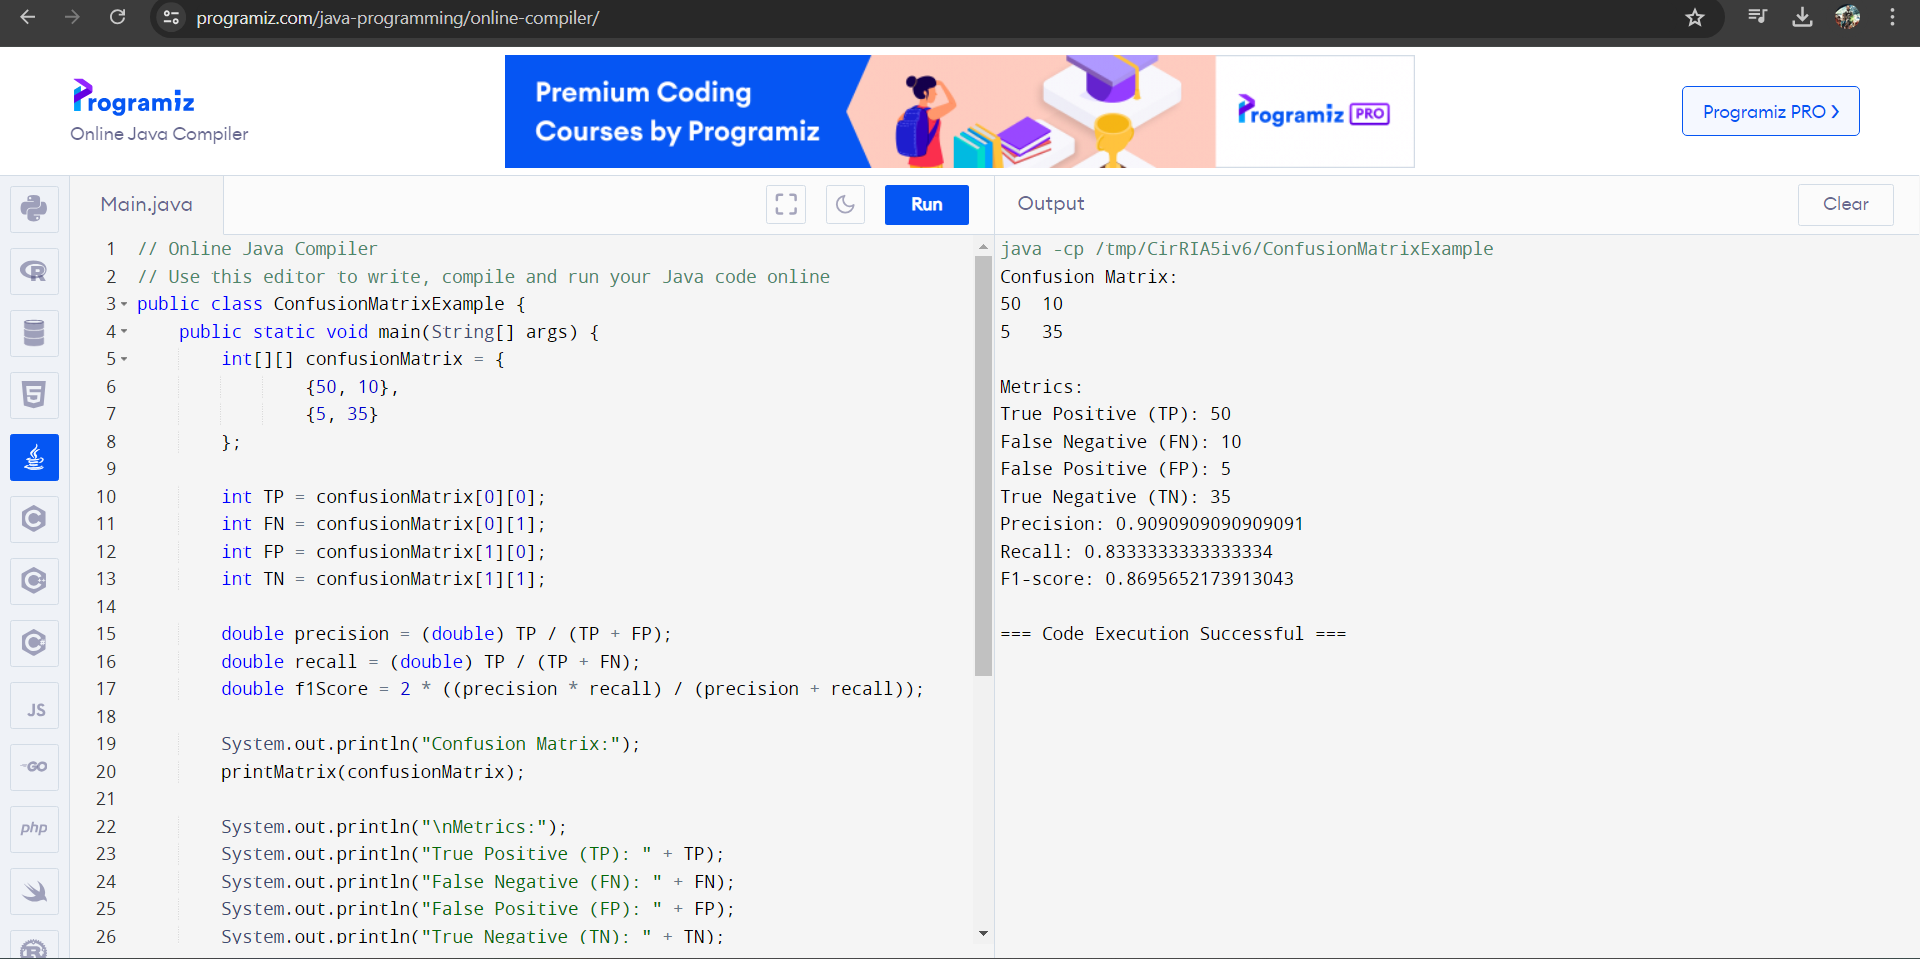 programiz.com/java-programming/online-compiler/
Programiz
Online Java Compiler
Premium Coding
Courses by Programiz
Programiz PRO
Programiz PRO
Main.java
Run
Output
Clear
1 // Online Java Compiler
2 // Use this editor to write, compile and run your Java code online
3 public class ConfusionMatrixExample {
4 public static void main(String[] args) {
5 int[][] confusionMatrix = {
6 {50, 10},
7 {5, 35}
8 };
9
10 int TP = confusionMatrix[0][0];
11 int FN = confusionMatrix[0][1];
12 int FP = confusionMatrix[1][0];
13 int TN = confusionMatrix[1][1];
14
15 double precision = (double) TP / (TP + FP);
16 double recall = (double) TP / (TP + FN);
17 double f1Score = 2 * ((precision * recall) / (precision + recall));
18
19 System.out.println("Confusion Matrix:");
20 printMatrix(confusionMatrix);
21
22 System.out.println("\nMetrics:");
23 System.out.println("True Positive (TP): " + TP);
24 System.out.println("False Negative (FN): " + FN);
25 System.out.println("False Positive (FP): " + FP);
26 System.out.println("True Negative (TN): " + TN);
java -cp /tmp/CirRIA5iv6/ConfusionMatrixExample
Confusion Matrix:
50 10
5 35
Metrics:
True Positive (TP): 50
False Negative (FN): 10
False Positive (FP): 5
True Negative (TN): 35
Precision: 0.9090909090909091
Recall: 0.8333333333333334
F1-score: 0.8695652173913043
=== Code Execution Successful ===
R
5
C
C
C
JS
GO
php
R